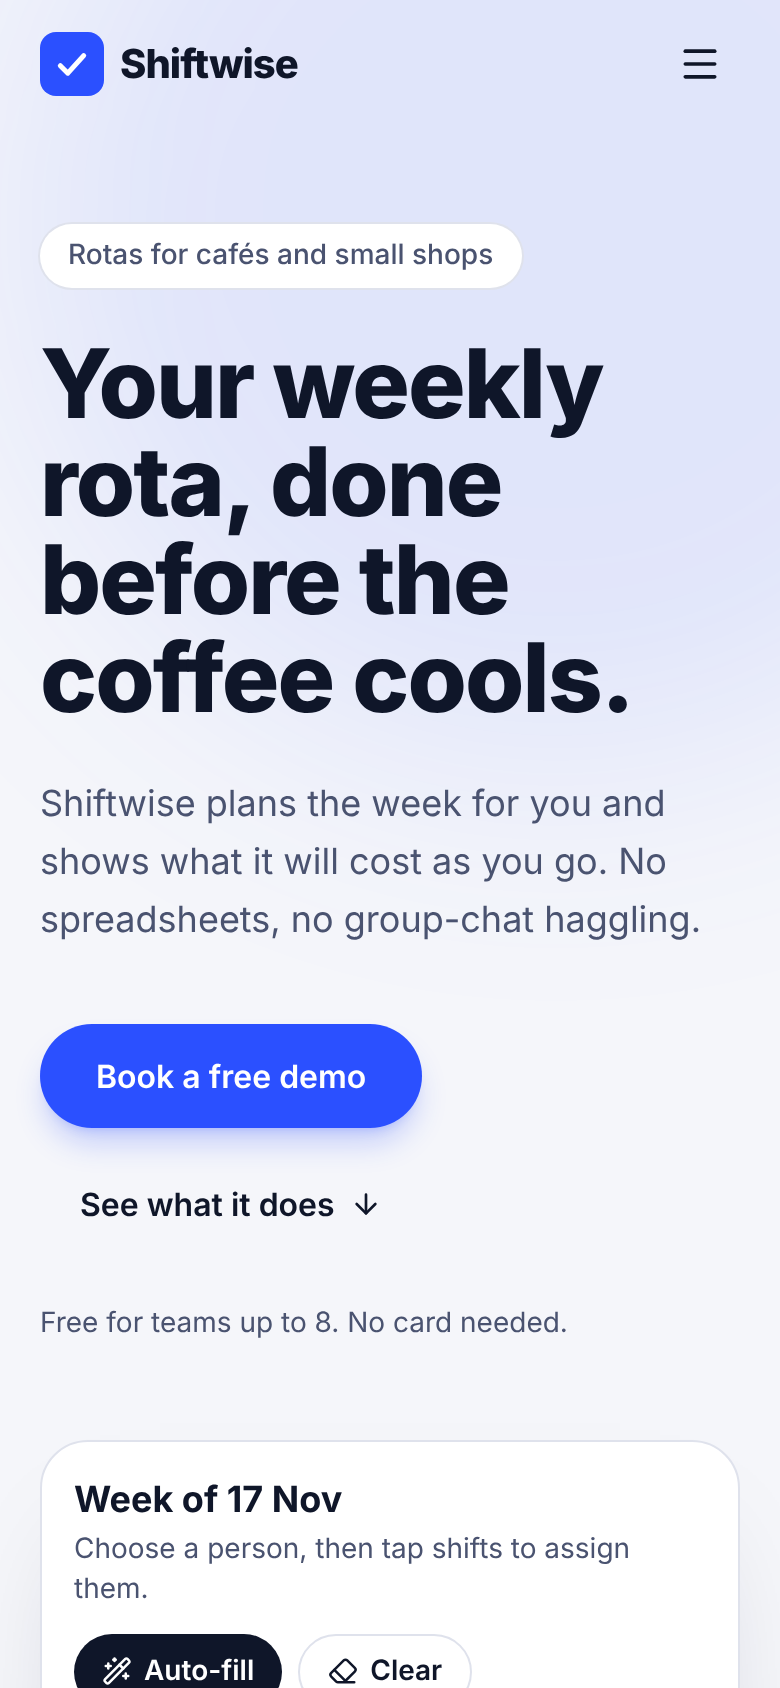 Shiftwise
Rotas for cafés and small shops
Your weekly
rota, done
before the
coffee cools.
Shiftwise plans the week for you and
shows what it will cost as you go. No
spreadsheets, no group-chat haggling.
Book a free demo
See what it does ↓
Free for teams up to 8. No card needed.
Week of 17 Nov
Choose a person, then tap shifts to assign
them.
Auto-fill
Clear